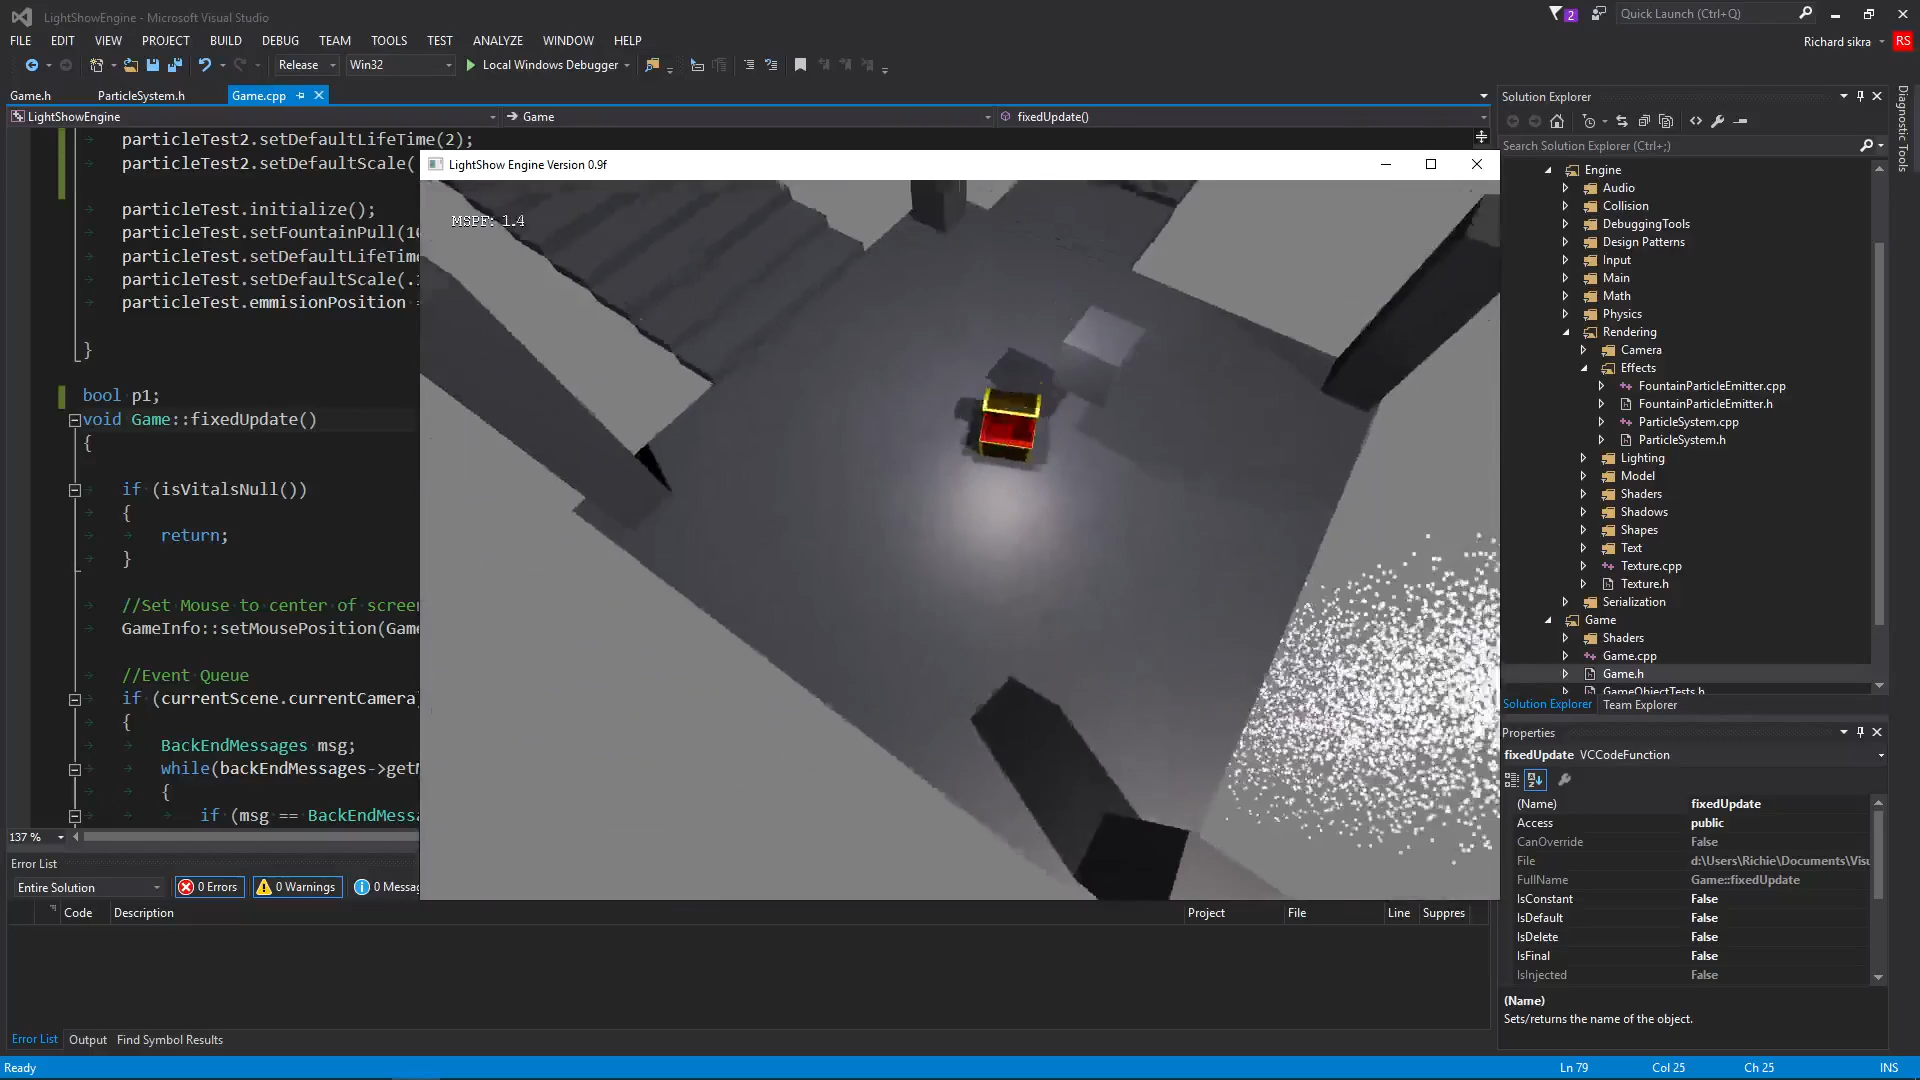 LightShowEngine - Microsoft Visual Studio
2
Quick Launch (Ctrl+Q)
FILE EDIT VIEW PROJECT BUILD DEBUG TEAM TOOLS TEST ANALYZE WINDOW HELP
Richard sikra RS
Release Win32 Local Windows Debugger
Game.h ParticleSystem.h Game.cpp
LightShowEngine Game fixedUpdate()
particleTest2.setDefaultLifeTime(2);
particleTest2.setDefaultScale(
LightShow Engine Version 0.9f
MSPF: 1.4
particleTest.initialize();
particleTest.setFountainPull(1
particleTest.setDefaultLifeTime
particleTest.setDefaultScale(.
particleTest.emmisionPosition
}
bool p1;
void Game::fixedUpdate()
{
if (isVitalsNull())
{
return;
}
//Set Mouse to center of screen
GameInfo::setMousePosition(Game
//Event Queue
if (currentScene.currentCamera
{
BackEndMessages msg;
while(backEndMessages->get
{
if (msg == BackEndMess
137 %
Error List
Entire Solution 0 Errors 0 Warnings 0 Messa
Code Description Project File Line Suppres
Error List Output Find Symbol Results
Ready Ln 79 Col 25 Ch 25 INS
Solution Explorer
Search Solution Explorer (Ctrl+;)
Engine
Audio
Collision
DebuggingTools
Design Patterns
Input
Main
Math
Physics
Rendering
Camera
Effects
FountainParticleEmitter.cpp
FountainParticleEmitter.h
ParticleSystem.cpp
ParticleSystem.h
Lighting
Model
Shaders
Shadows
Shapes
Text
Texture.cpp
Texture.h
Serialization
Game
Shaders
Game.cpp
Game.h
GameObjectTests.h
Solution Explorer Team Explorer
Properties
fixedUpdate VCCodeFunction
(Name) fixedUpdate
Access public
CanOverride False
File d:\Users\Richie\Documents\Visu
FullName Game::fixedUpdate
IsConstant False
IsDefault False
IsDelete False
IsFinal False
IsInjected False
(Name)
Sets/returns the name of the object.
Diagnostic Tools